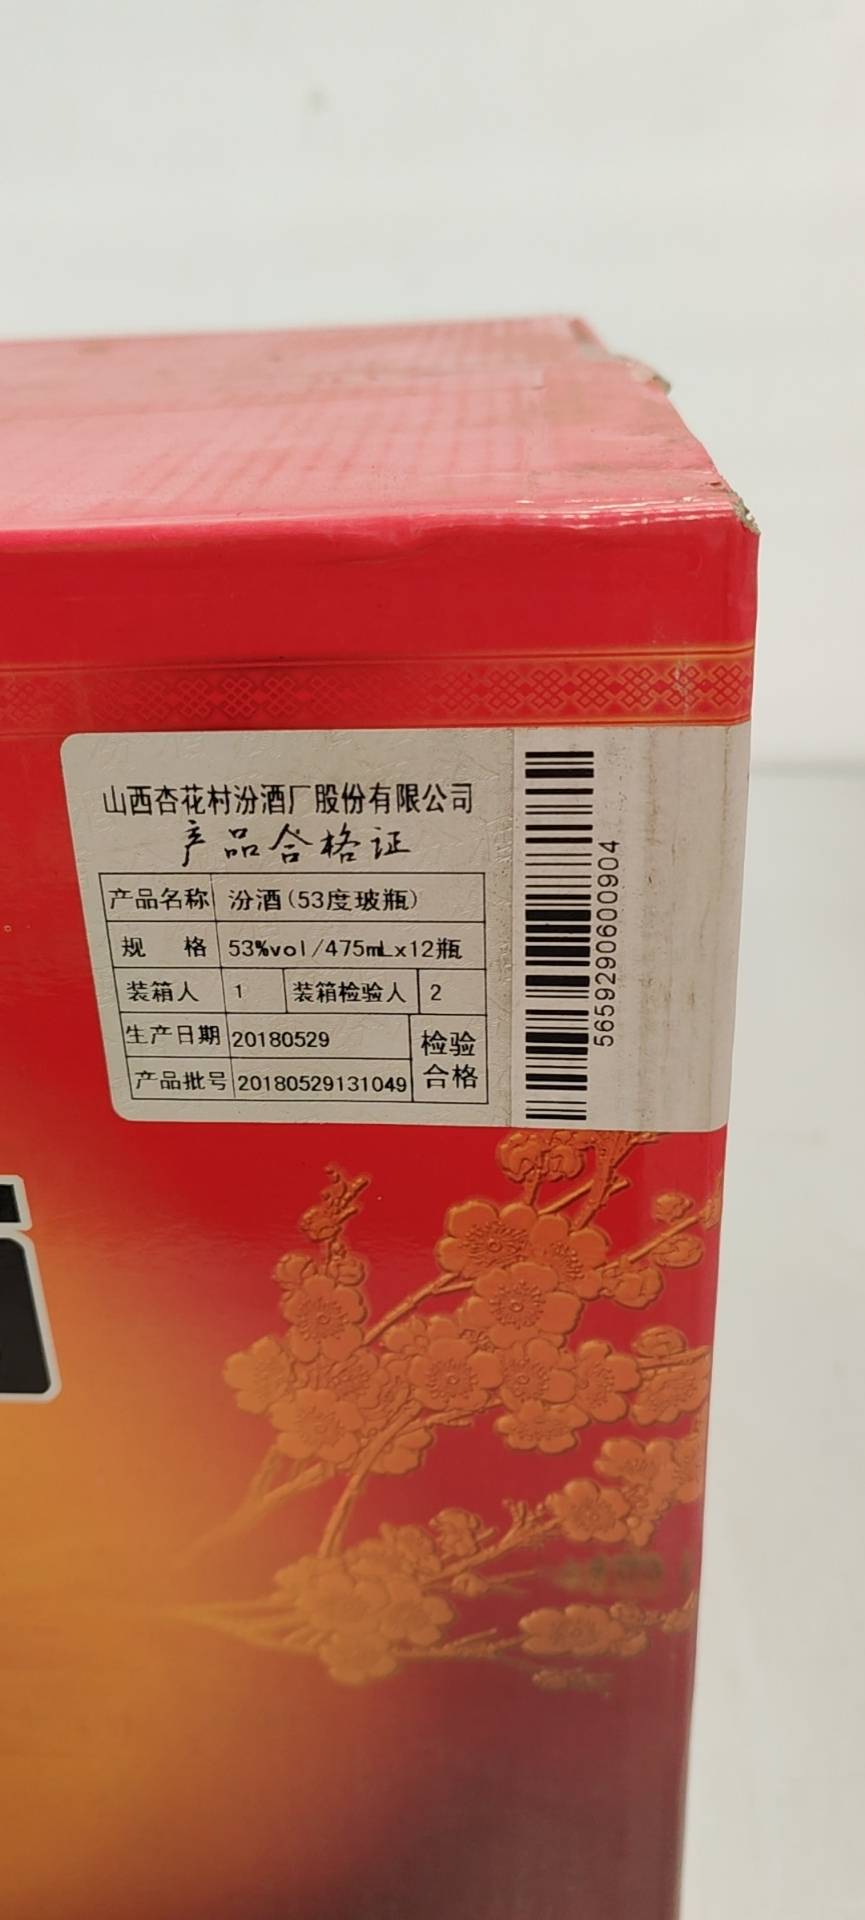 山西杏花村汾酒厂股份有限公司
产品合格证
产品名称 汾酒(53度玻瓶)
规 格 53%vol/475mLx12瓶
装箱人 1 装箱检验人 2
生产日期 20180529 检验
产品批号 20180529131049 合格
5659290600904